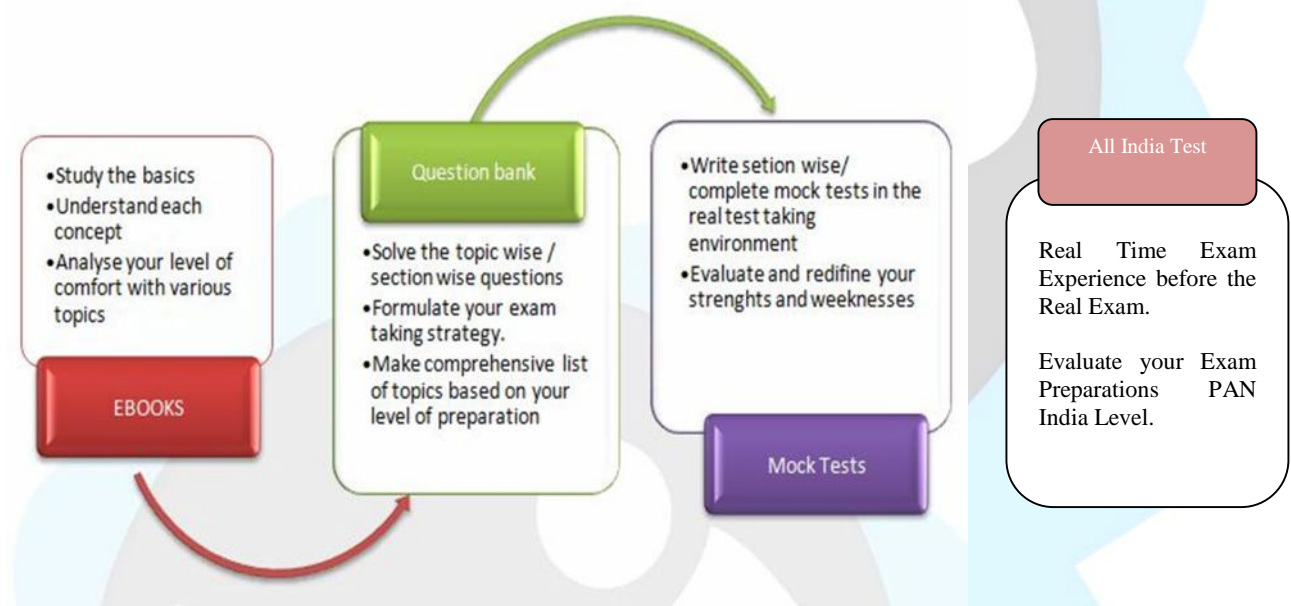 •Study the basics
•Understand each
concept
•Analyse your level of
comfort with various
topics
EBOOKS
Question bank
•Solve the topic wise /
section wise questions
•Formulate your exam
taking strategy.
•Make comprehensive list
of topics based on your
level of preparation
•Write setion wise/
complete mock tests in the
real test taking
environment
•Evaluate and redifine your
strenghts and weeknesses
Mock Tests
All India Test
Real Time Exam
Experience before the
Real Exam.
Evaluate your Exam
Preparations PAN
India Level.